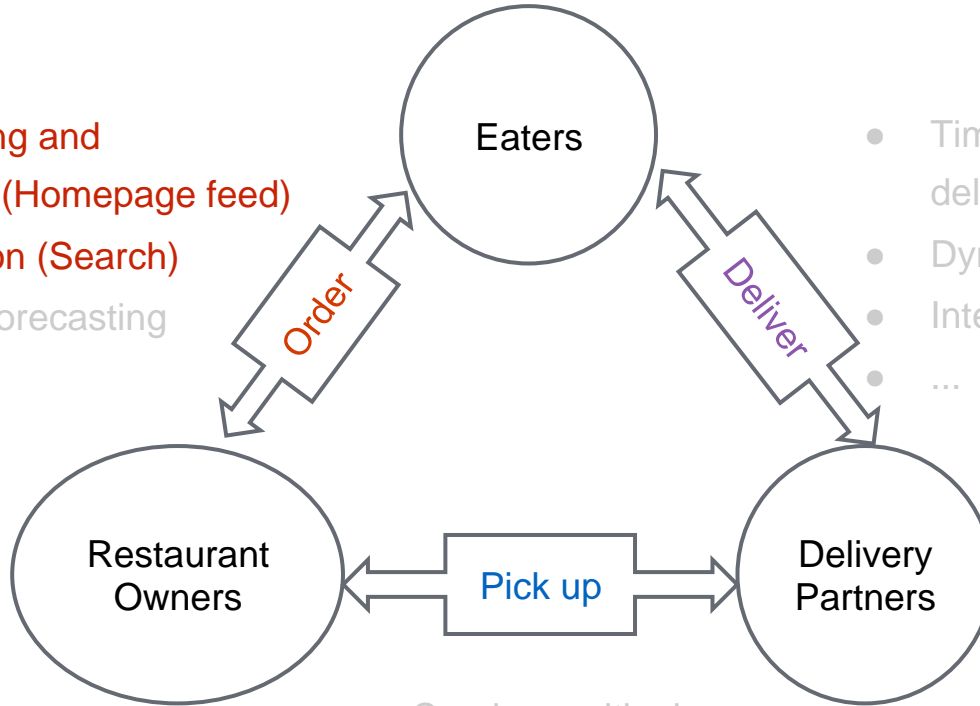 Eaters
ng and
(Homepage feed)
on (Search)
orecasting
Order
Deliver
Tim
del
Dyn
Inte
...
Restaurant
Owners
Pick up
Delivery
Partners